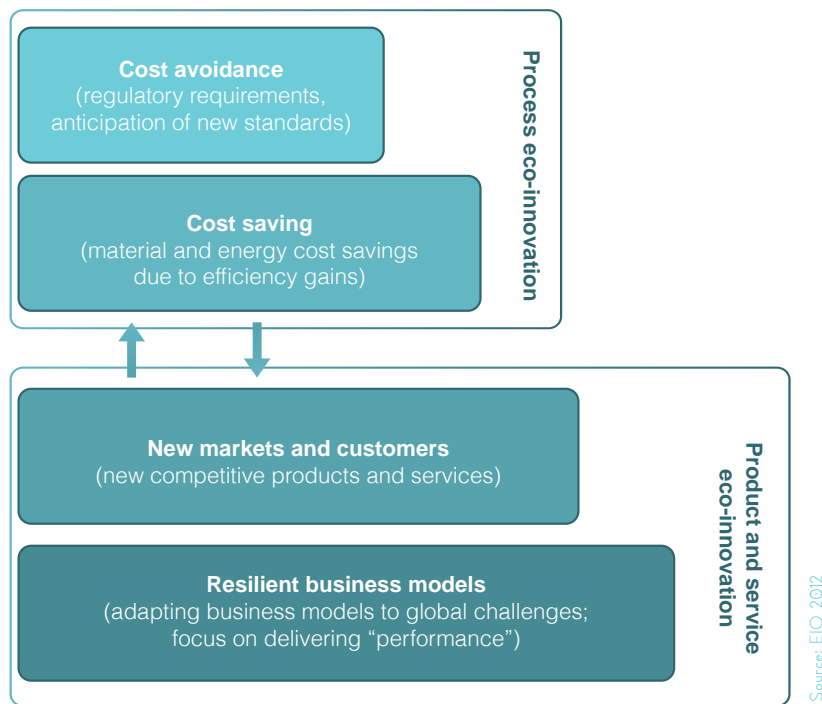 Cost avoidance
(regulatory requirements,
anticipation of new standards)
Cost saving
(material and energy cost savings
due to efficiency gains)
Process eco-innovation
New markets and customers
(new competitive products and services)
Resilient business models
(adapting business models to global challenges;
focus on delivering “performance”)
Product and service
eco-innovation
Source: EIO 2012